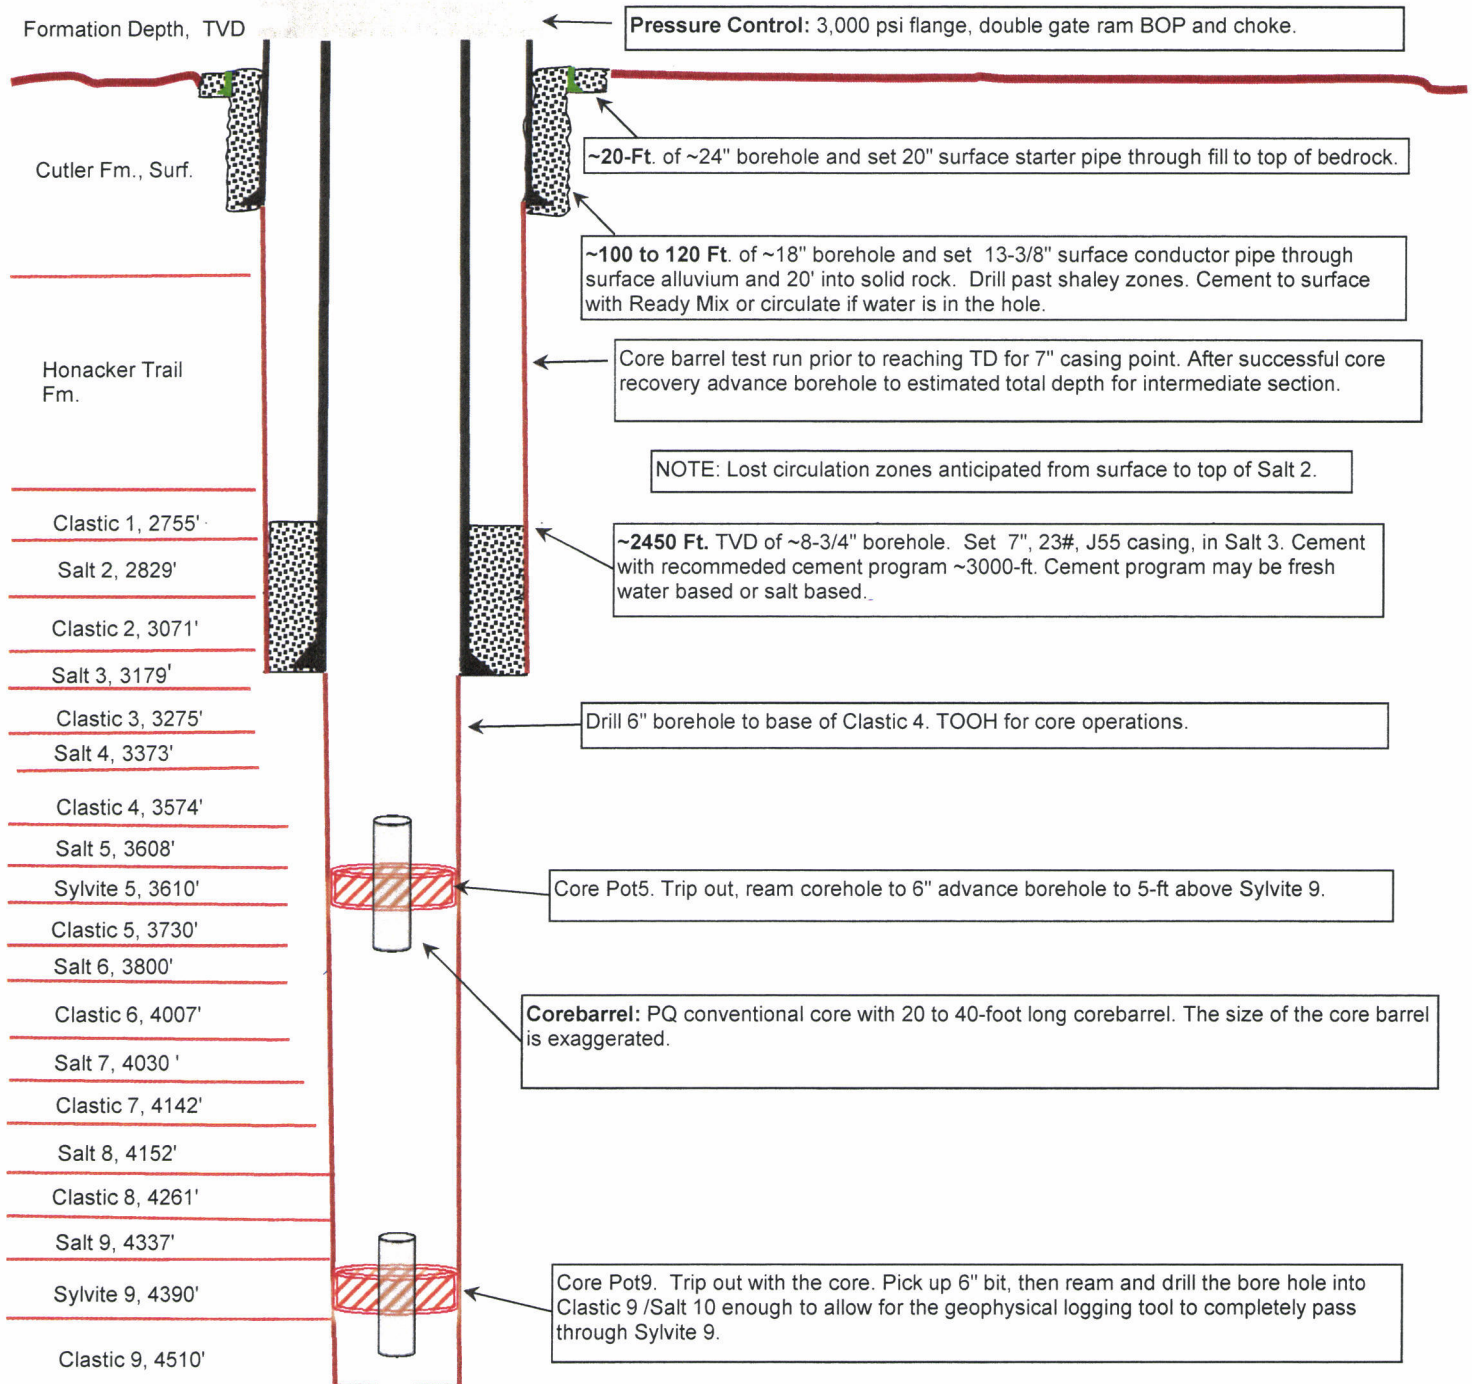 Formation Depth, TVD
Pressure Control: 3,000 psi flange, double gate ram BOP and choke.
~20-Ft. of ~24" borehole and set 20" surface starter pipe through fill to top of bedrock.
Cutler Fm., Surf.
~100 to 120 Ft. of ~18" borehole and set 13-3/8" surface conductor pipe through
surface alluvium and 20' into solid rock. Drill past shaley zones. Cement to surface
with Ready Mix or circulate if water is in the hole.
Honacker Trail
Fm.
Core barrel test run prior to reaching TD for 7" casing point. After successful core
recovery advance borehole to estimated total depth for intermediate section.
NOTE: Lost circulation zones anticipated from surface to top of Salt 2.
Clastic 1, 2755'
~2450 Ft. TVD of ~8-3/4" borehole. Set 7", 23#, J55 casing, in Salt 3. Cement
with recommeded cement program ~3000-ft. Cement program may be fresh
water based or salt based.
Salt 2, 2829'
Clastic 2, 3071'
Salt 3, 3179'
Clastic 3, 3275'
Drill 6" borehole to base of Clastic 4. TOOH for core operations.
Salt 4, 3373'
Clastic 4, 3574'
Salt 5, 3608'
Sylvite 5, 3610'
Core Pot5. Trip out, ream corehole to 6" advance borehole to 5-ft above Sylvite 9.
Clastic 5, 3730'
Salt 6, 3800'
Clastic 6, 4007'
Corebarrel: PQ conventional core with 20 to 40-foot long corebarrel. The size of the core barrel
is exaggerated.
Salt 7, 4030 '
Clastic 7, 4142'
Salt 8, 4152'
Clastic 8, 4261'
Salt 9, 4337'
Sylvite 9, 4390'
Core Pot9. Trip out with the core. Pick up 6" bit, then ream and drill the bore hole into
Clastic 9 /Salt 10 enough to allow for the geophysical logging tool to completely pass
through Sylvite 9.
Clastic 9, 4510'